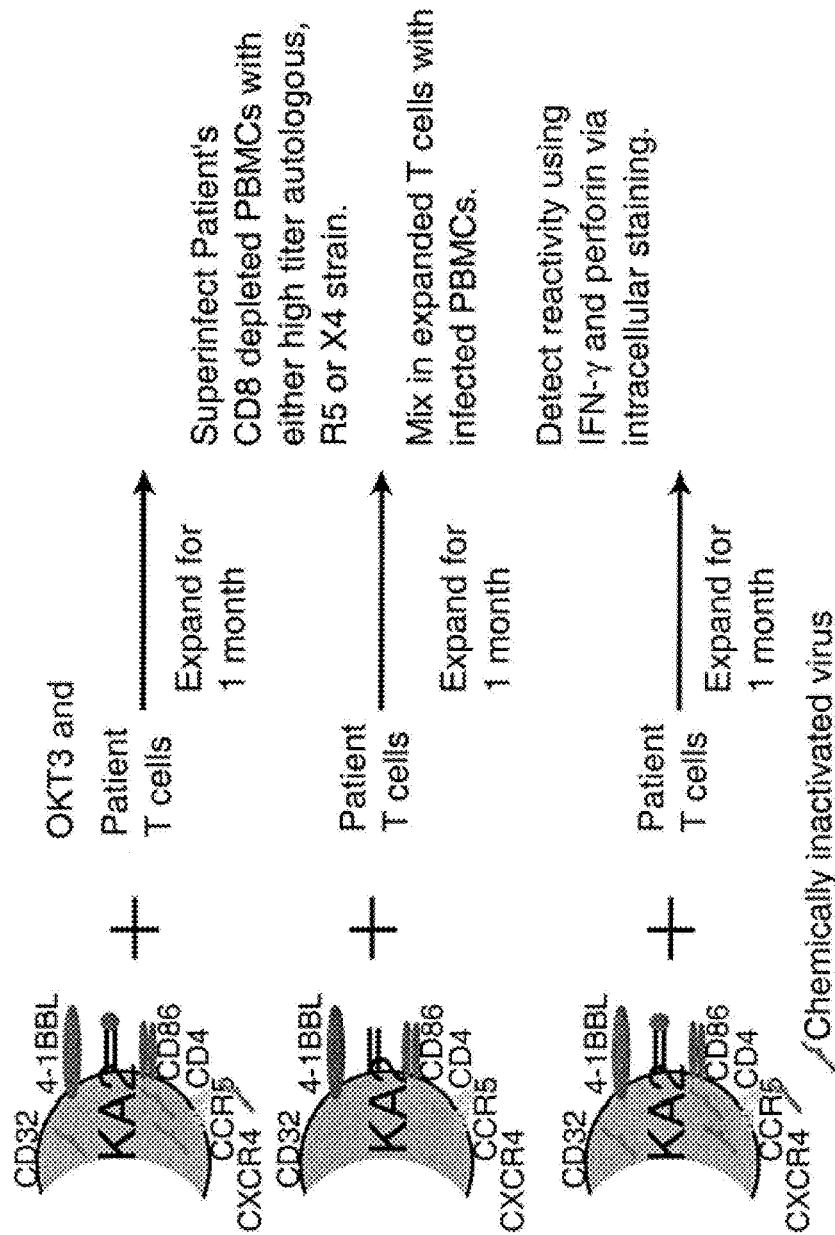 CD32
4-1BBL
KA2
CD86
CD4
CCR5
CXCR4
OKT3 and
Patient
T cells
Expand for
1 month
CD32
4-1BBL
KA2
CD86
CD4
CCR5
CXCR4
Patient
T cells
Expand for
1 month
CD32
4-1BBL
KA2
CD86
CD4
CCR5
CXCR4
Patient
T cells
Expand for
1 month
Superinfect Patient's
CD8 depleted PBMCs with
either high titer autologous,
R5 or X4 strain.
Mix in expanded T cells with
infected PBMCs.
Detect reactivity using
IFN-γ and perforin via
intracellular staining.
Chemically inactivated virus